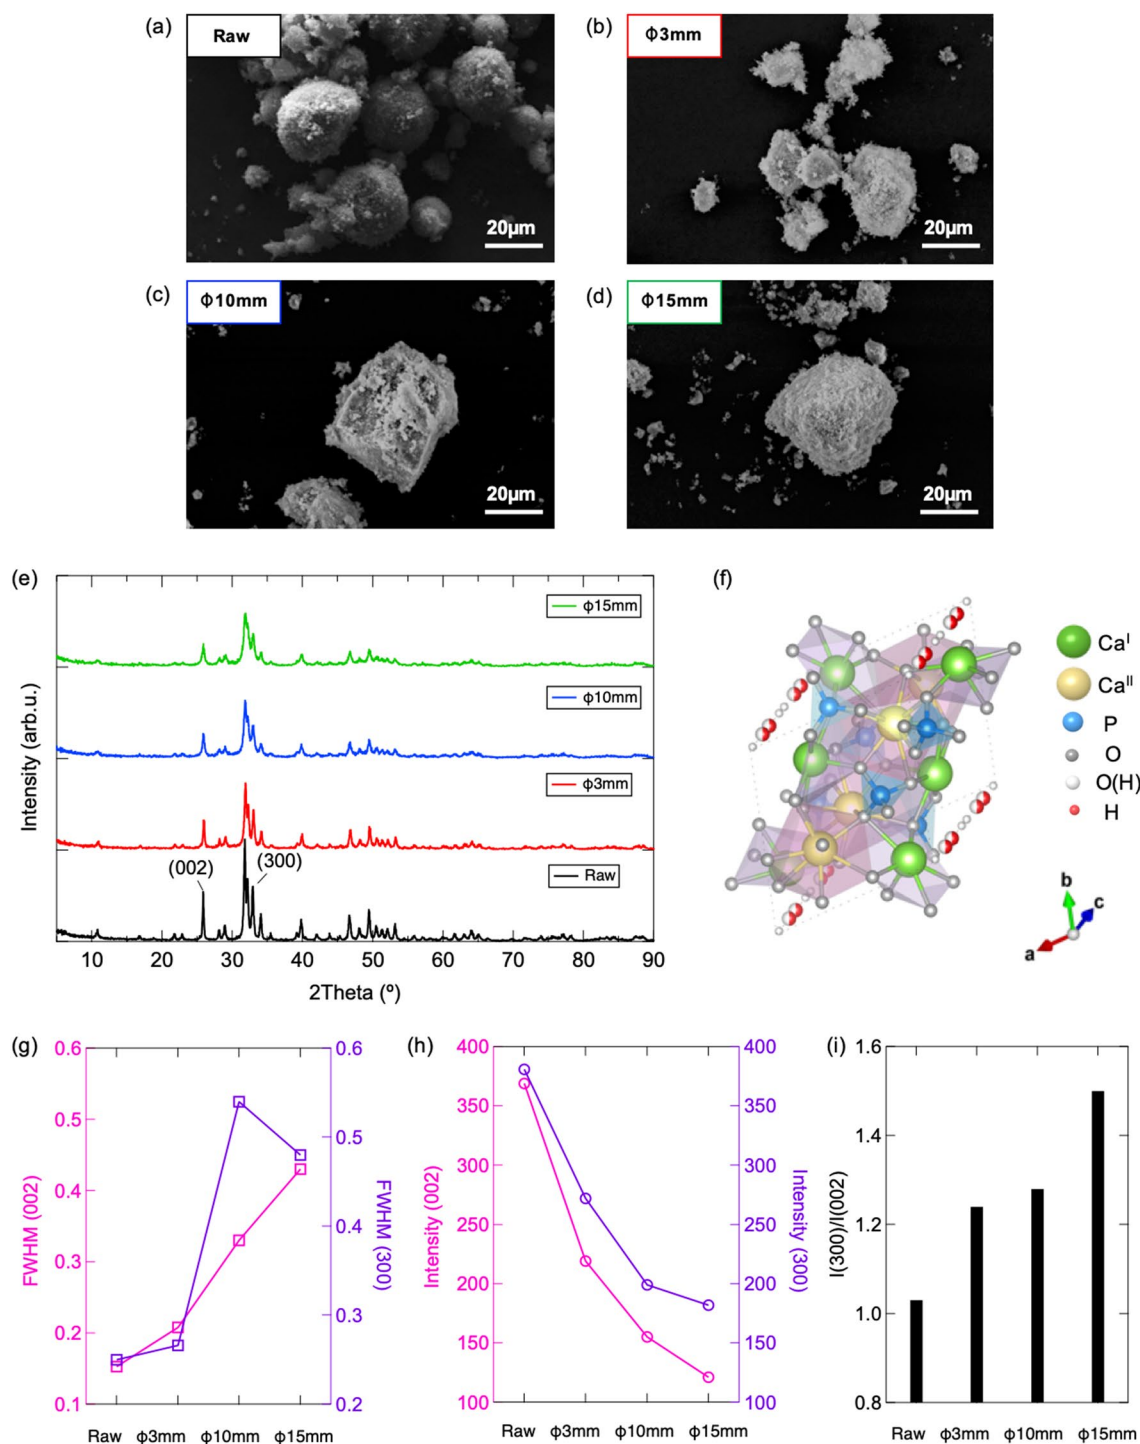 (a)
Raw
20µm
(b)
Φ3mm
20µm
(c)
Φ10mm
20µm
(d)
Φ15mm
20µm
(e)
Intensity (arb.u.)
φ15mm
φ10mm
φ3mm
Raw
(002)
(300)
10 20 30 40 50 60 70 80 90
2Theta (º)
(f)
Ca^I
Ca^II
P
O
O(H)
H
b
c
a
(g)
FWHM (002)
0.6
0.5
0.4
0.3
0.2
0.1
0.6
0.5
0.4
0.3
0.2
FWHM (300)
Raw φ3mm φ10mm φ15mm
(h)
Intensity (002)
400
350
300
250
200
150
100
400
350
300
250
200
150
100
Intensity (300)
Raw φ3mm φ10mm φ15mm
(i)
I(300)/I(002)
1.6
1.4
1.2
1.0
0.8
Raw φ3mm φ10mm φ15mm